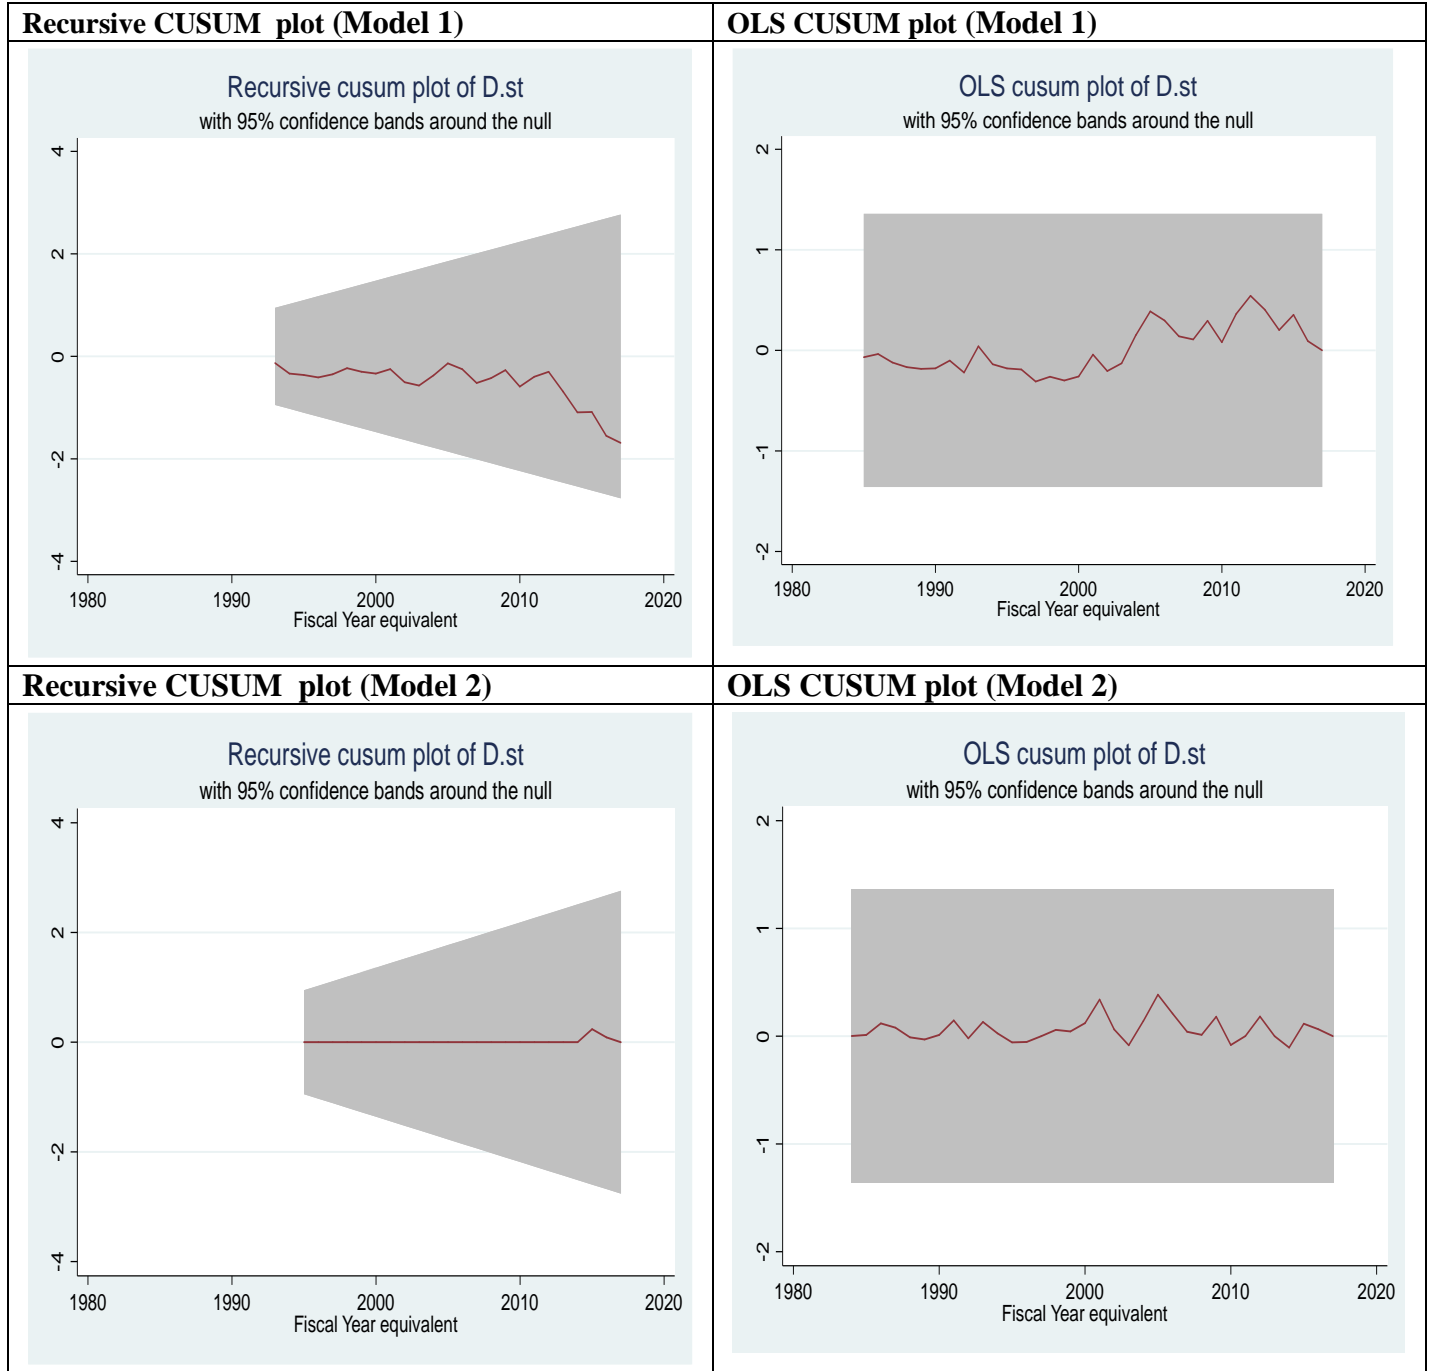 Recursive CUSUM plot (Model 1)
OLS CUSUM plot (Model 1)
Recursive cusum plot of D.st
with 95% confidence bands around the null
4
2
0
-2
-4
1980 1990 2000 2010 2020
Fiscal Year equivalent
OLS cusum plot of D.st
with 95% confidence bands around the null
2
1
0
-1
-2
1980 1990 2000 2010 2020
Fiscal Year equivalent
Recursive CUSUM plot (Model 2)
OLS CUSUM plot (Model 2)
Recursive cusum plot of D.st
with 95% confidence bands around the null
4
2
0
-2
-4
1980 1990 2000 2010 2020
Fiscal Year equivalent
OLS cusum plot of D.st
with 95% confidence bands around the null
2
1
0
-1
-2
1980 1990 2000 2010 2020
Fiscal Year equivalent